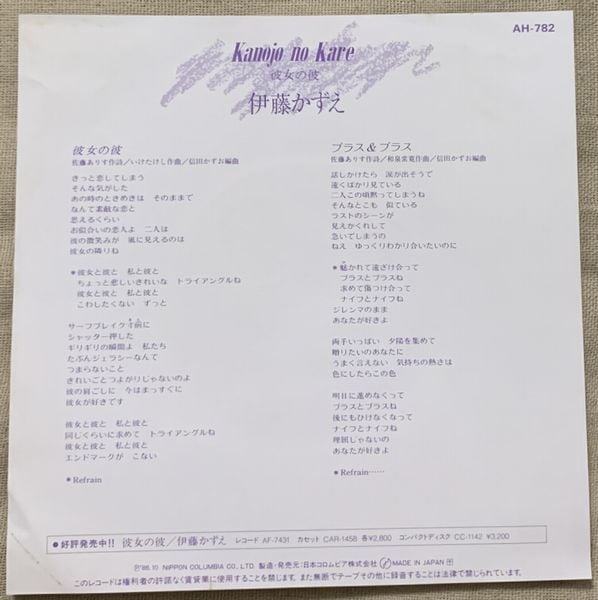 AH-782
Kanojo no Kare
彼女の彼
伊藤かずえ
彼女の彼
佐藤ありす作詩／いけたけし作曲／信田かずお編曲
きっと恋してしまう
そんな気がした
あの時のときめきは そのままで
なんて素敵な恋と
思えるくらい
お似合いの恋人よ 二人は
彼の微笑みが 風に見えるのは
彼女の隣りね
＊彼女と彼と 私と彼と
ちょっと悲しいきれいな トライアングルね
彼女と彼と 私と彼と
こわしたくない ずっと
サーフブレイク寸前に
シャッター押した
ギリギリの瞬間よ 私たち
たぶんジェラシーなんて
つまらないこと
きれいごとつよがりじゃないのよ
彼の肩ごしに 今はまっすぐに
彼女が好きです
彼女と彼と 私と彼と
同じくらいに求めて トライアングルね
彼女と彼と 私と彼と
エンドマークが こない
＊Refrain
プラス＆プラス
佐藤ありす作詩／和泉常寛作曲／信田かずお編曲
話しかけたら 涙が出そうで
遠くばかり見ている
二人この頃黙ってしまうね
そんなとこも 似ている
ラストのシーンが
見えかくれして
急いでしまうの
ねえ ゆっくりわかり合いたいのに
＊魅かれて遠ざけ合って
プラスとプラスね
求めて傷つけ合って
ナイフとナイフね
ジレンマのまま
あなたが好きよ
両手いっぱい 夕陽を集めて
贈りたいのあなたに
うまく言えない 気持ちの熱さは
色にしたらこの色
明日に進めなくって
プラスとプラスね
後にもひけなくなって
ナイフとナイフね
理屈じゃないの
あなたが好きよ
＊Refrain……
●好評発売中!! 彼女の彼／伊藤かずえ レコード AF-7431 カセット CAR-1458 各¥2,800 コンパクトディスク CC-1142 ¥3,200
Ⓟ'86.10 NIPPON COLUMBIA CO., LTD. 製造・発売元：日本コロムビア株式会社 MADE IN JAPAN
このレコードは権利者の許諾なく賃貸業に使用することを禁じます。また無断でテープその他に録音することは法律で禁じられています。